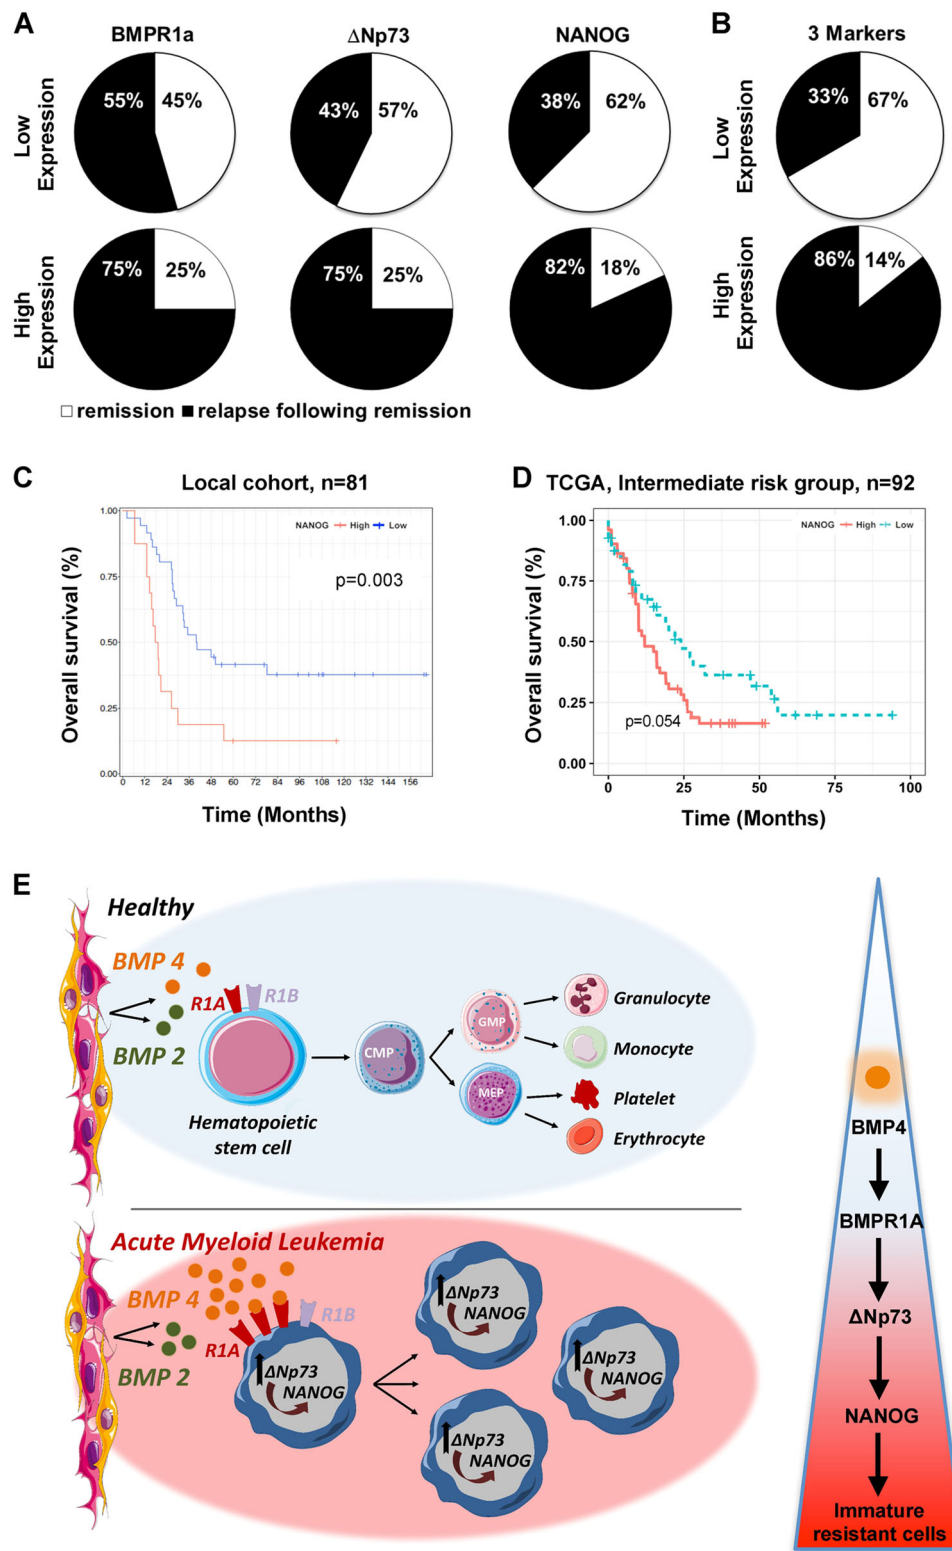 A
BMPR1a
ΔNp73
NANOG
B
3 Markers
Low
Expression
55% 45%
43% 57%
38% 62%
Low
Expression
33% 67%
High
Expression
75% 25%
75% 25%
82% 18%
High
Expression
86% 14%
remission relapse following remission
C
Local cohort, n=81
Overall survival (%)
1.00
0.75
0.50
0.25
0.00
NANOG High Low
p=0.003
0 12 24 36 48 60 72 84 96 108 120 132 144 156
Time (Months)
D
TCGA, Intermediate risk group, n=92
Overall survival (%)
1.00
0.75
0.50
0.25
0.00
NANOG High Low
p=0.054
0 25 50 75 100
Time (Months)
E
Healthy
BMP 4
R1A
R1B
BMP 2
Hematopoietic
stem cell
CMP
GMP
MEP
Granulocyte
Monocyte
Platelet
Erythrocyte
Acute Myeloid Leukemia
BMP 4
R1A
R1B
BMP 2
ΔNp73
NANOG
ΔNp73
NANOG
ΔNp73
NANOG
ΔNp73
NANOG
BMP4
BMPR1A
ΔNp73
NANOG
Immature
resistant cells